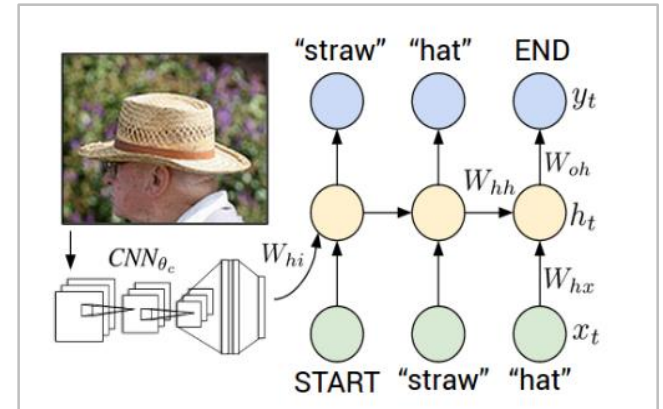 “straw” “hat” END
y_t
W_oh
W_hh
h_t
CNN_θc
W_hi
W_hx
x_t
START “straw” “hat”